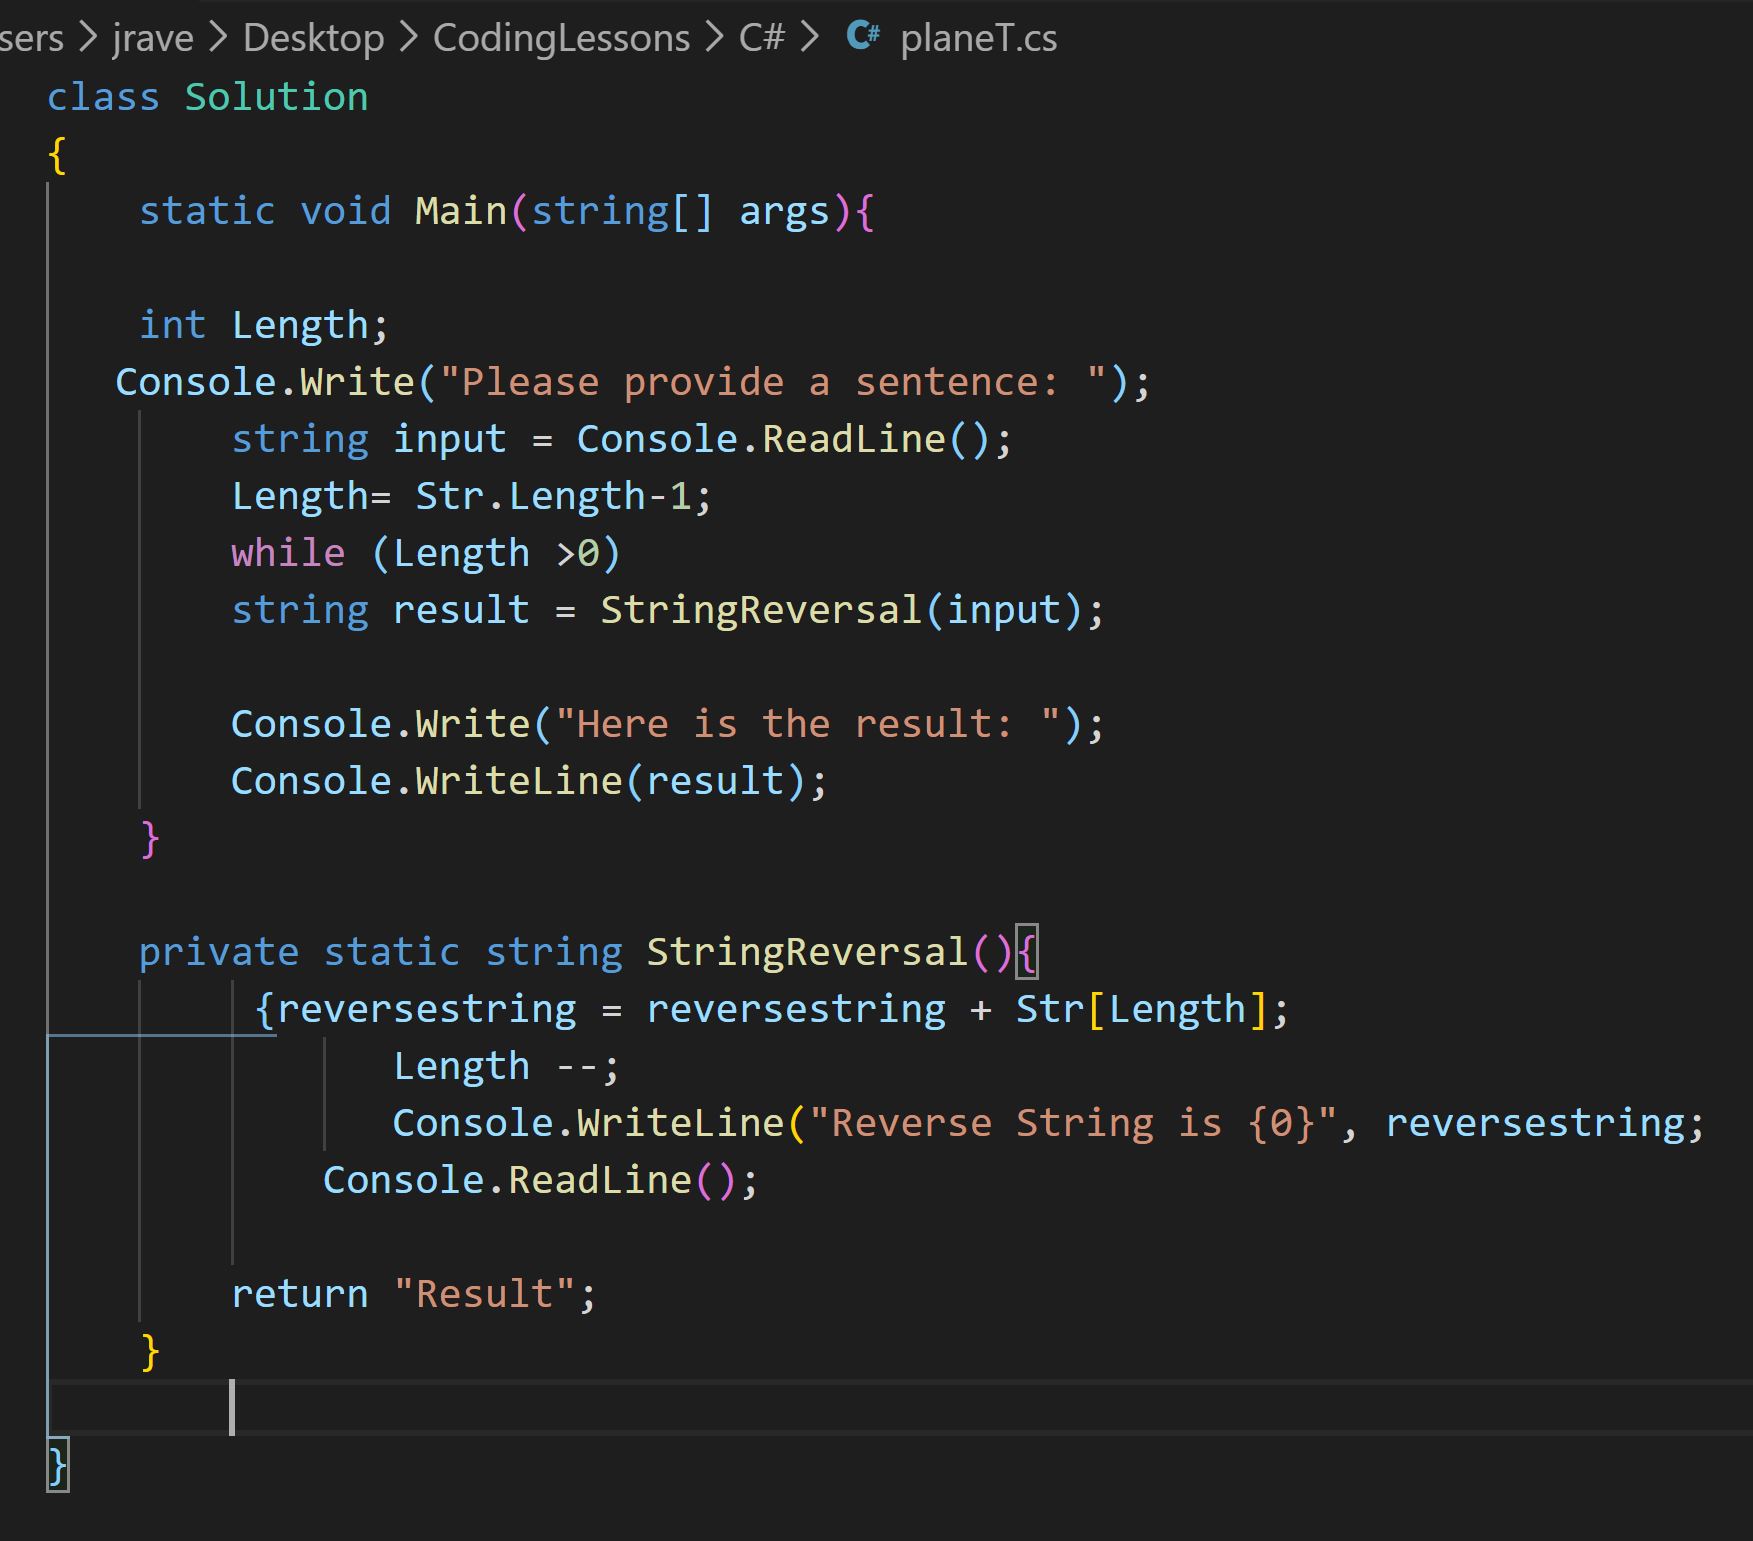 sers > jrave > Desktop > CodingLessons > C# > C# planeT.cs
class Solution
{
    static void Main(string[] args){

    int Length;
   Console.Write("Please provide a sentence: ");
        string input = Console.ReadLine();
        Length= Str.Length-1;
        while (Length >0)
        string result = StringReversal(input);

        Console.Write("Here is the result: ");
        Console.WriteLine(result);
    }

    private static string StringReversal(){
         {reversestring = reversestring + Str[Length];
               Length --;
               Console.WriteLine("Reverse String is {0}", reversestring;
            Console.ReadLine();

        return "Result";
    }

}